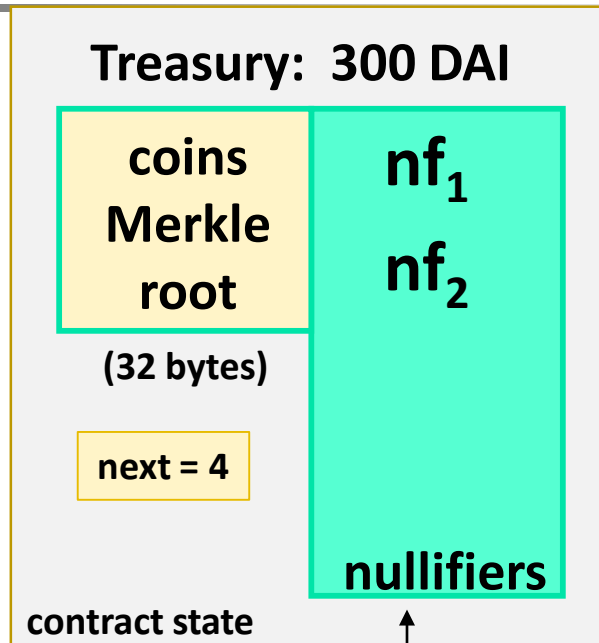 Treasury: 300 DAI
coins
Merkle
root
(32 bytes)
next = 4
nf₁
nf₂
nullifiers
contract state